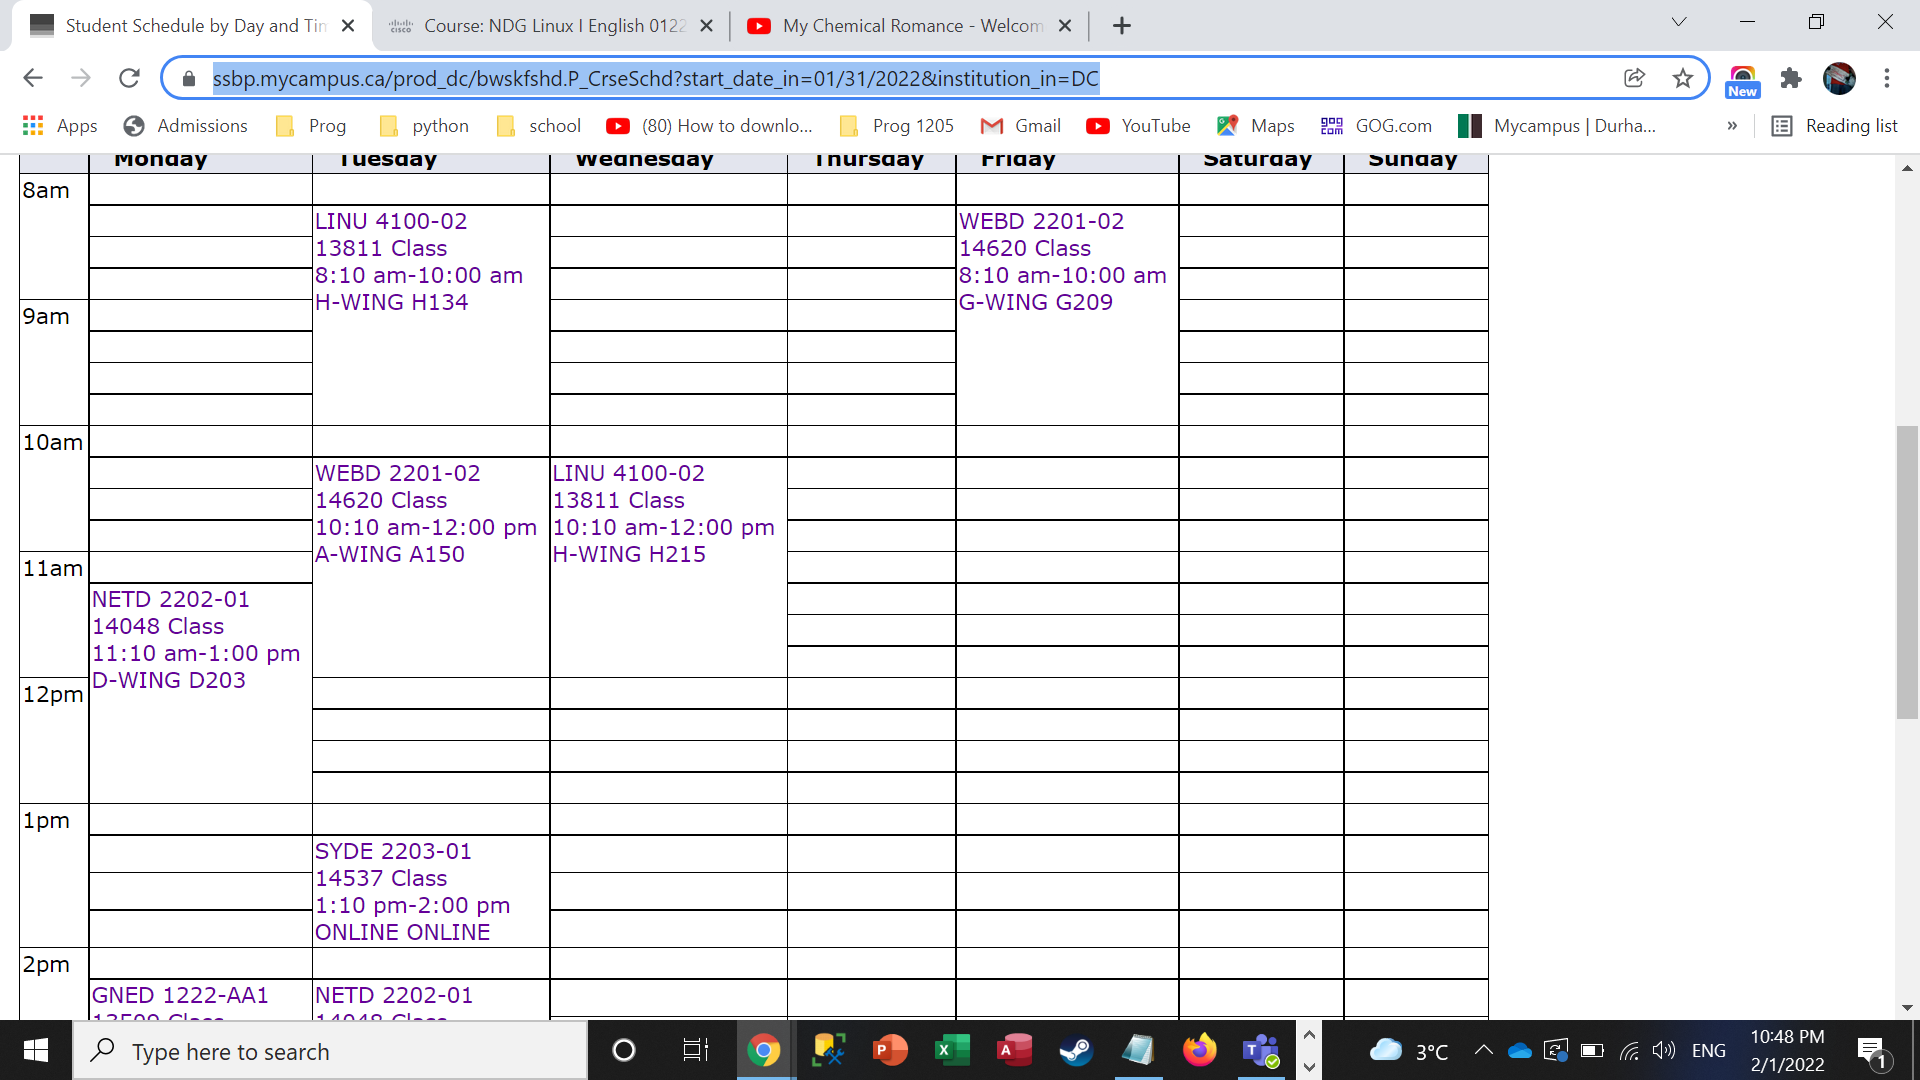 Student Schedule by Day and Tim
Course: NDG Linux I English 0122
My Chemical Romance - Welcom
ssbp.mycampus.ca/prod_dc/bwskfshd.P_CrseSchd?start_date_in=01/31/2022&institution_in=DC
New
Apps
Admissions
Prog
python
school
(80) How to downlo...
Prog 1205
Gmail
YouTube
Maps
GOG.com
Mycampus | Durha...
»
Reading list
Monday
Tuesday
Wednesday
Thursday
Friday
Saturday
Sunday
8am
LINU 4100-02
13811 Class
8:10 am-10:00 am
H-WING H134
WEBD 2201-02
14620 Class
8:10 am-10:00 am
G-WING G209
9am
10am
WEBD 2201-02
14620 Class
10:10 am-12:00 pm
A-WING A150
LINU 4100-02
13811 Class
10:10 am-12:00 pm
H-WING H215
11am
NETD 2202-01
14048 Class
11:10 am-1:00 pm
D-WING D203
12pm
1pm
SYDE 2203-01
14537 Class
1:10 pm-2:00 pm
ONLINE ONLINE
2pm
GNED 1222-AA1
13509 Class
NETD 2202-01
14048 Class
Type here to search
3°C
ENG
10:48 PM
2/1/2022
1